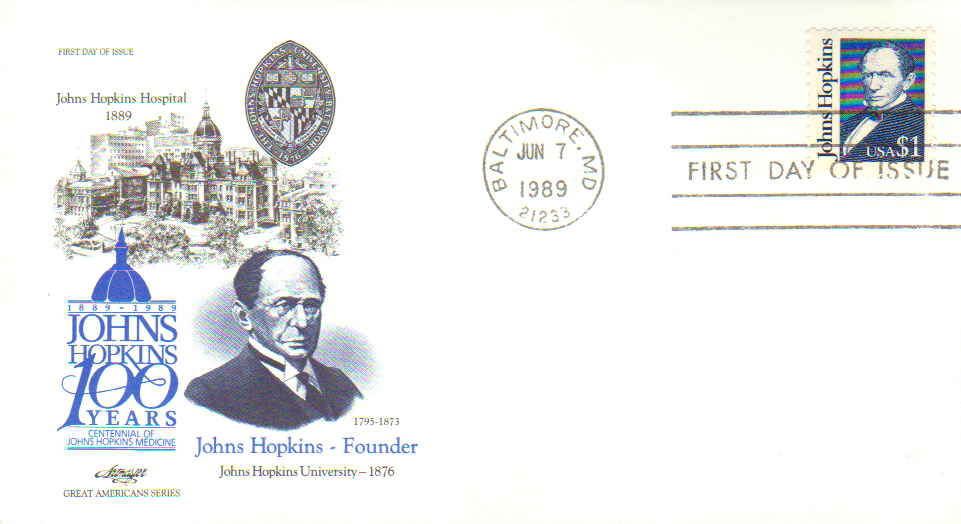 FIRST DAY OF ISSUE
Johns Hopkins Hospital
1889
1889-1989
JOHNS
HOPKINS
100
YEARS
CENTENNIAL OF
JOHNS HOPKINS MEDICINE
Artmaster
GREAT AMERICANS SERIES
1795-1873
Johns Hopkins - Founder
Johns Hopkins University – 1876
BALTIMORE, MD
JUN 7
1989
21233
Johns Hopkins
USA $1
FIRST DAY OF ISSUE